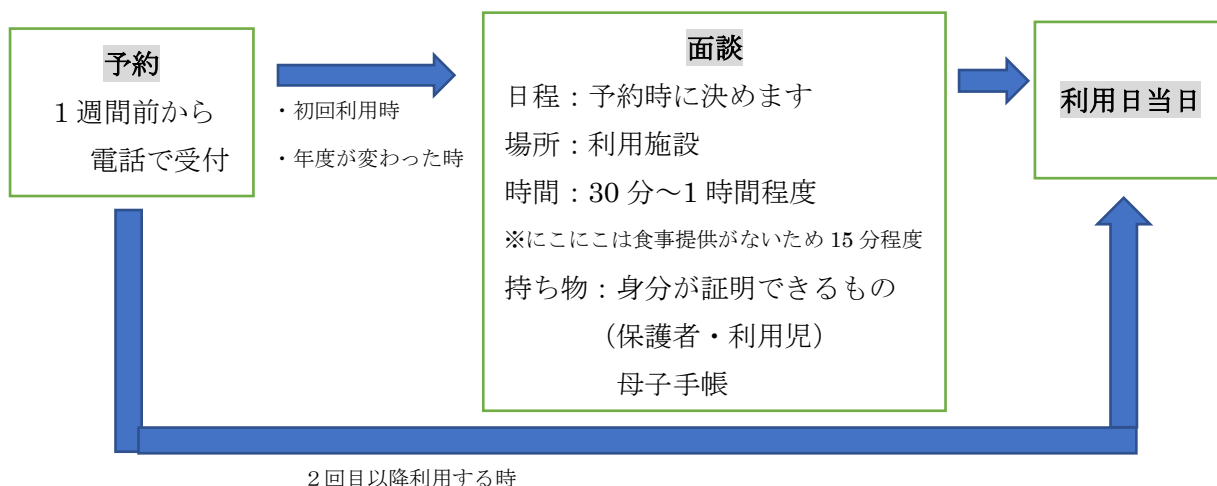 予約
1週間前から
電話で受付
・初回利用時
・年度が変わった時
面談
日程：予約時に決めます
場所：利用施設
時間：30分～1時間程度
※にこにこは食事提供がないため15分程度
持ち物：身分が証明できるもの
（保護者・利用児）
母子手帳
利用日当日
２回目以降利用する時